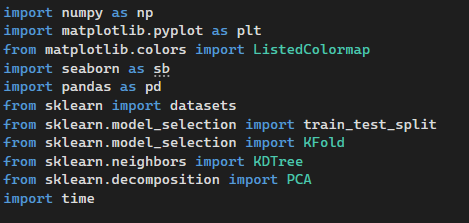 import numpy as np
import matplotlib.pyplot as plt
from matplotlib.colors import ListedColormap
import seaborn as sb
import pandas as pd
from sklearn import datasets
from sklearn.model_selection import train_test_split
from sklearn.model_selection import KFold
from sklearn.neighbors import KDTree
from sklearn.decomposition import PCA
import time